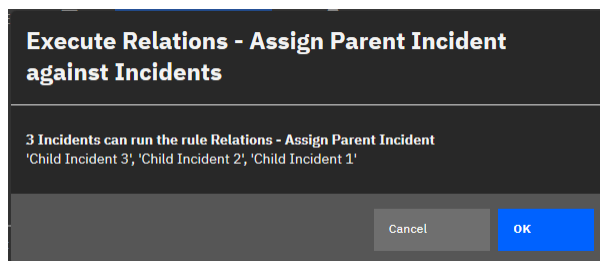 Execute Relations - Assign Parent Incident
against Incidents
3 Incidents can run the rule Relations - Assign Parent Incident
'Child Incident 3', 'Child Incident 2', 'Child Incident 1'
Cancel
OK